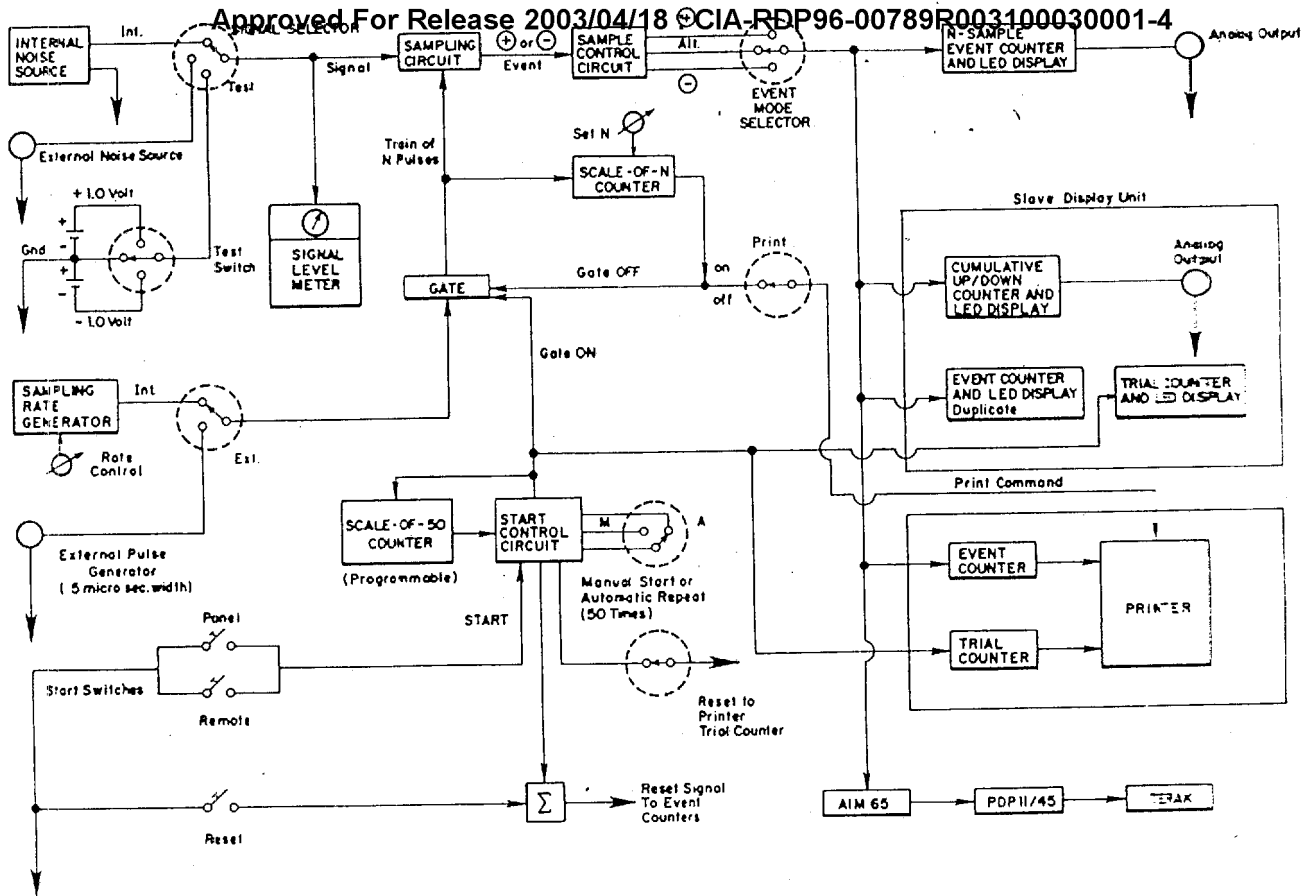 Approved For Release 2003/04/18 : CIA-RDP96-00789R003100030001-4
INTERNAL
NOISE
SOURCE
Int.
SIGNAL SELECTOR
Test
Signal
SAMPLING
CIRCUIT
⊕ or ⊖
Event
SAMPLE
CONTROL
CIRCUIT
⊕
Alt.
⊖
EVENT
MODE
SELECTOR
N-SAMPLE
EVENT COUNTER
AND LED DISPLAY
Analog Output
External Noise Source
Train of
N Pulses
Set N
SCALE-OF-N
COUNTER
+ 1.0 Volt
+
-
Gnd
+
-
- 1.0 Volt
Test
Switch
SIGNAL
LEVEL
METER
GATE
Gate OFF
on
off
Print
Gate ON
Slave Display Unit
CUMULATIVE
UP/DOWN
COUNTER AND
LED DISPLAY
Analog
Output
EVENT COUNTER
AND LED DISPLAY
Duplicate
TRIAL COUNTER
AND LED DISPLAY
SAMPLING
RATE
GENERATOR
Int
Ext.
Rate
Control
External Pulse
Generator
( .5 micro sec. width)
SCALE-OF-50
COUNTER
(Programmable)
START
CONTROL
CIRCUIT
M
A
Manual Start or
Automatic Repeat
(50 Times)
START
Print Command
EVENT
COUNTER
TRIAL
COUNTER
PRINTER
Panel
Start Switches
Remote
Reset to
Printer
Trial Counter
Reset
Σ
Reset Signal
To Event
Counters
AIM 65
PDP11/45
TERAK